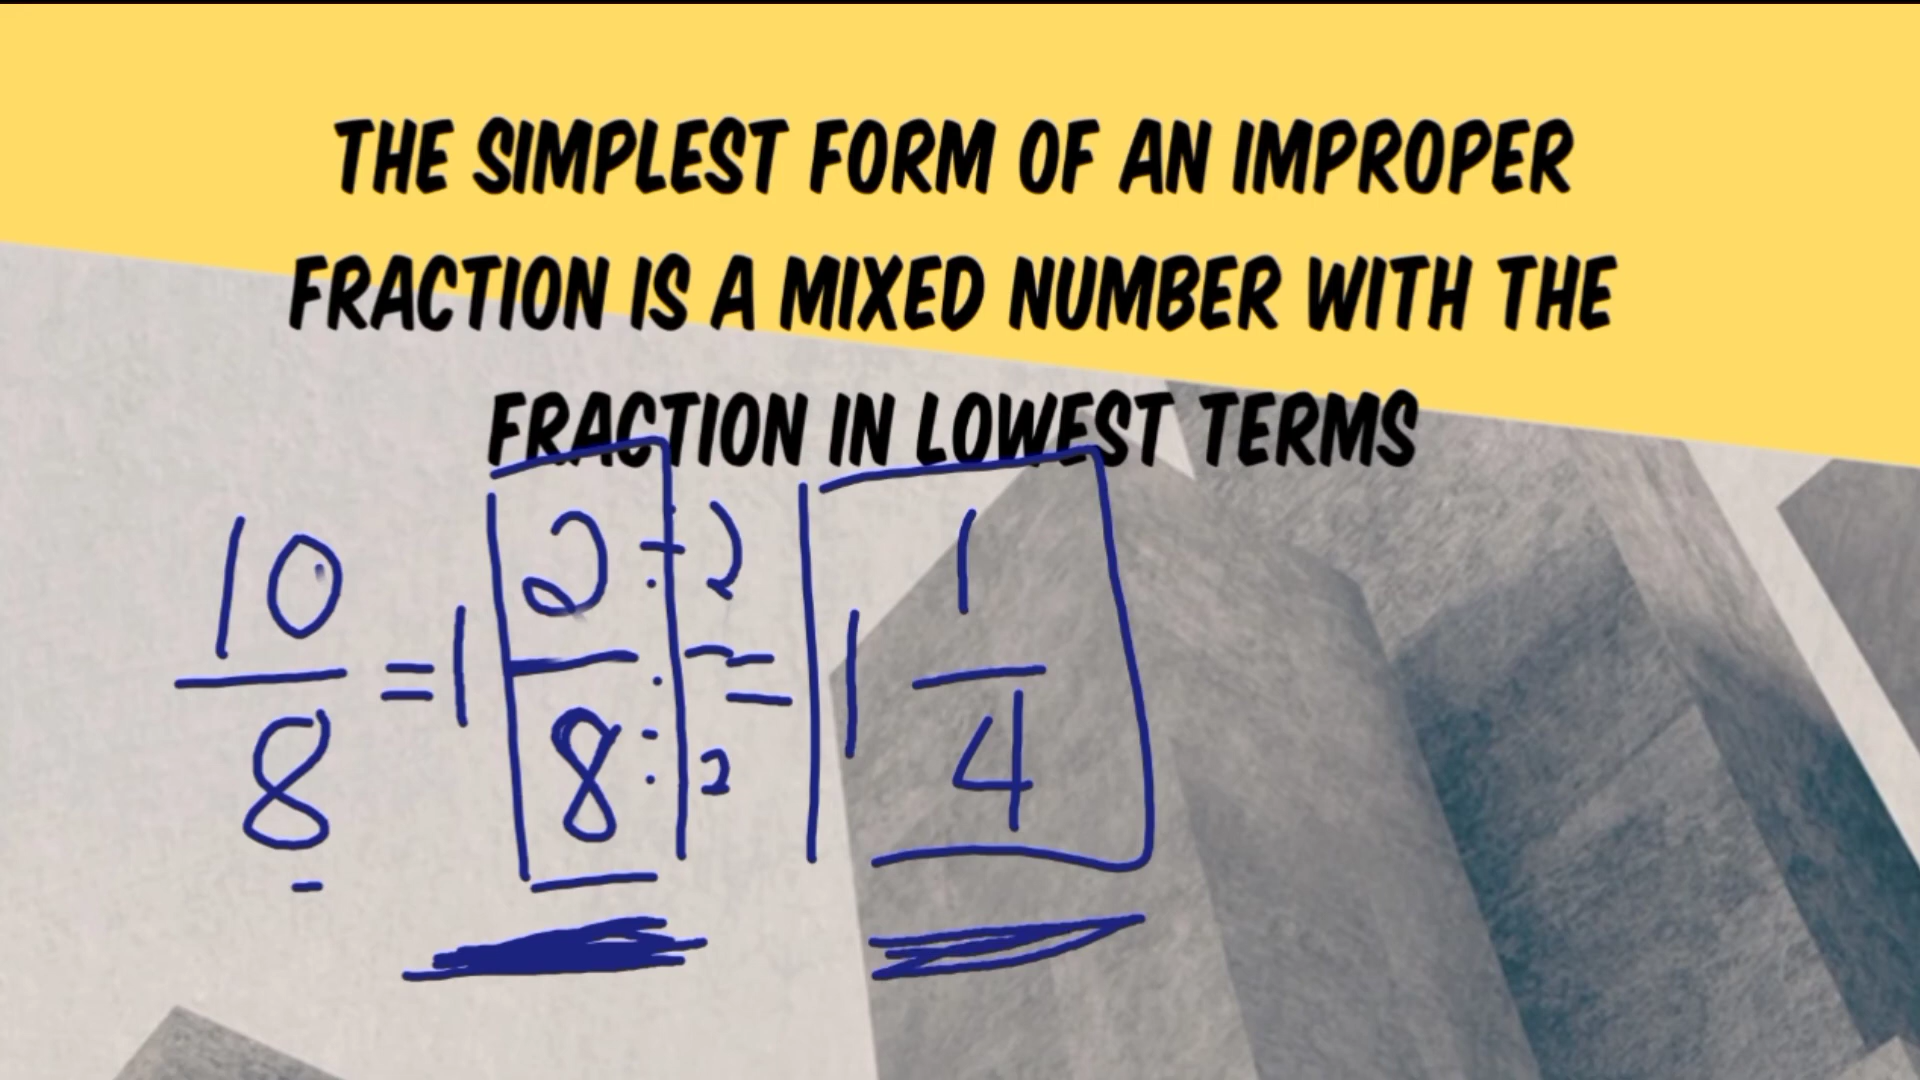 THE SIMPLEST FORM OF AN IMPROPER
FRACTION IS A MIXED NUMBER WITH THE
FRACTION IN LOWEST TERMS
10/8 = 1 2/8 ÷ 2/2 = 1 1/4